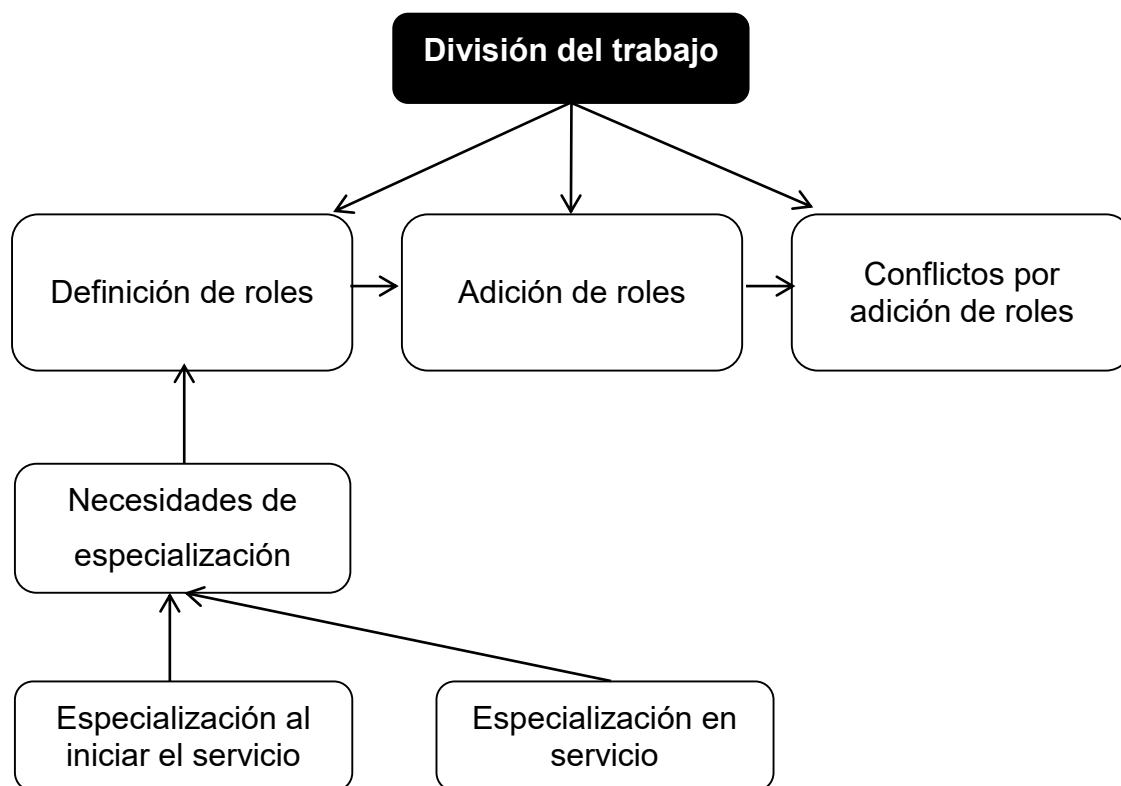 División del trabajo
Definición de roles
Adición de roles
Conflictos por
adición de roles
Necesidades de
especialización
Especialización al
iniciar el servicio
Especialización en
servicio